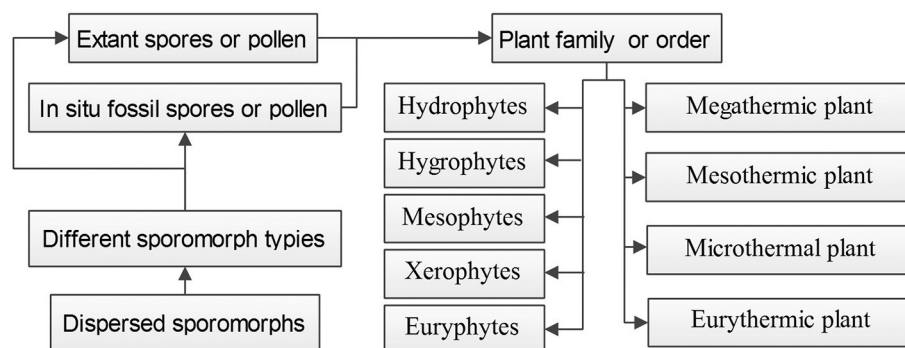 Extant spores or pollen
Plant family or order
In situ fossil spores or pollen
Hydrophytes
Megathermic plant
Hygrophytes
Mesothermic plant
Different sporomorph typies
Mesophytes
Microthermal plant
Xerophytes
Dispersed sporomorphs
Euryphytes
Eurythermic plant